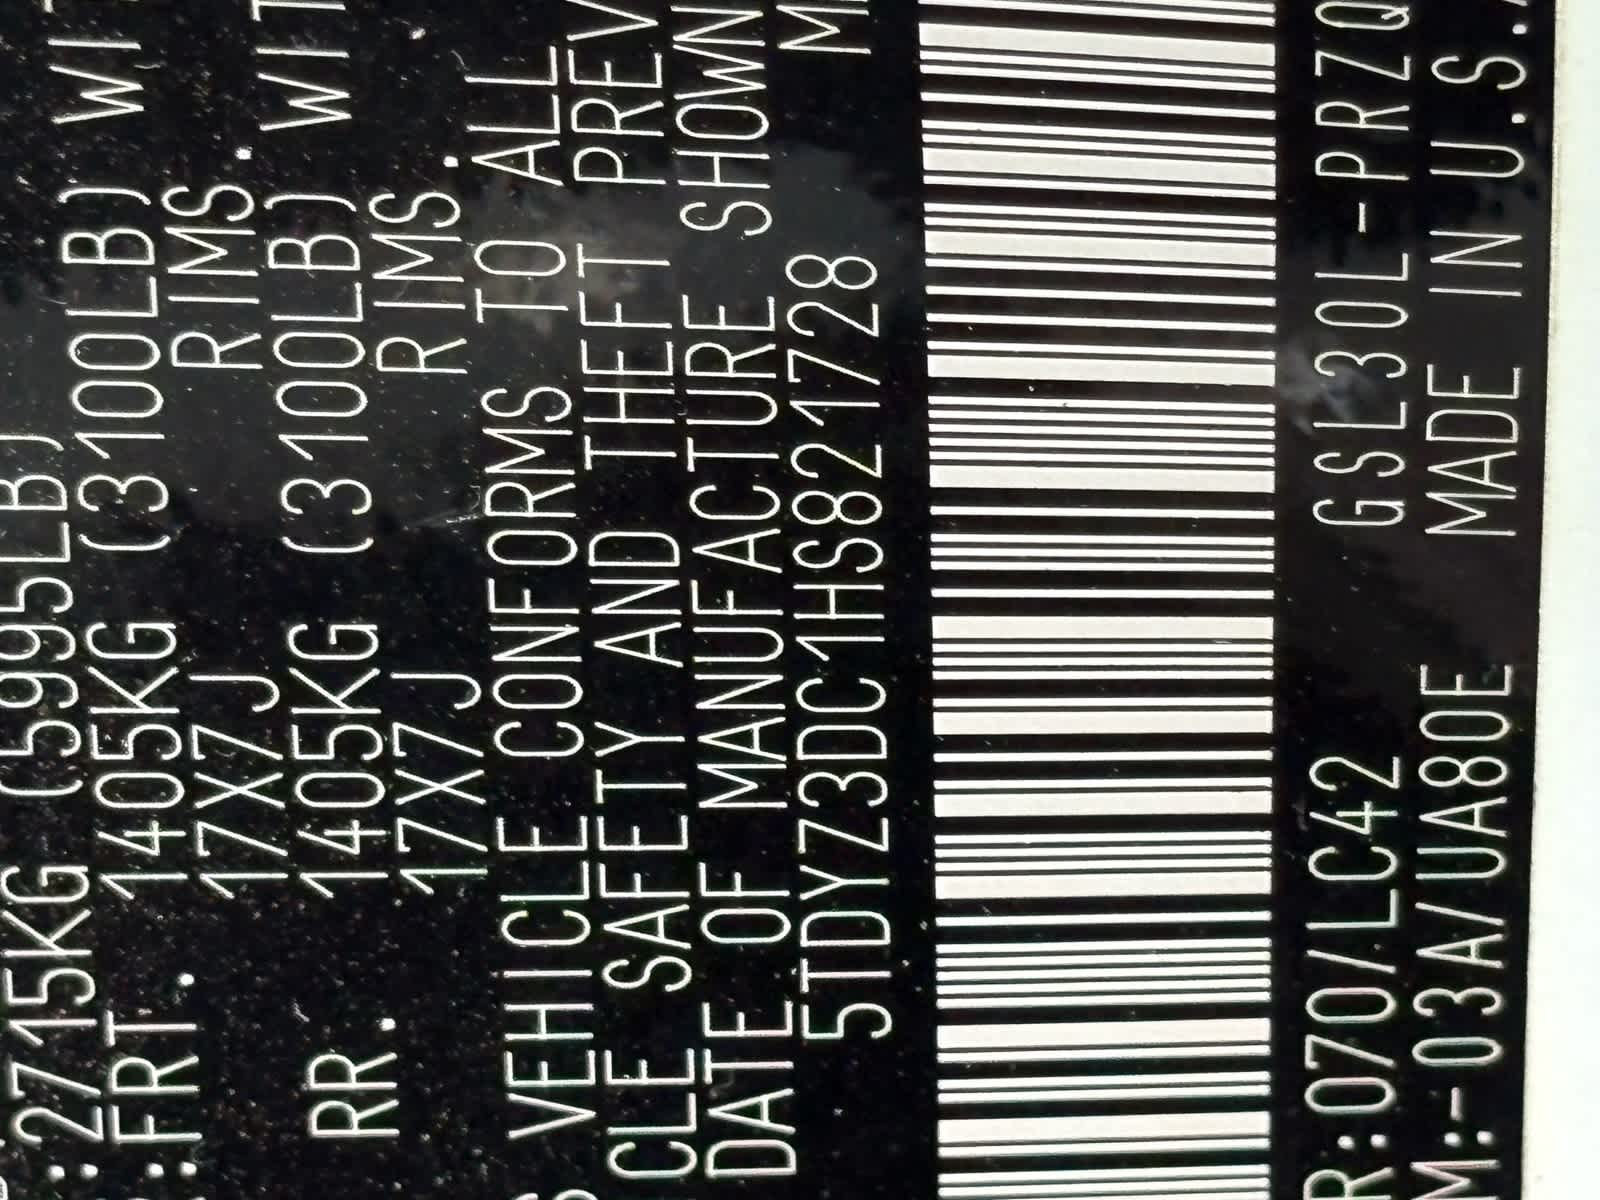 :2715KG (5995LB)
:FRT. 1405KG (3100LB) WIT
17X7J RIMS.
RR. 1405KG (3100LB) WIT
17X7J RIMS.
S VEHICLE CONFORMS TO ALL
CLE SAFETY AND THEFT PREV
DATE OF MANUFACTURE SHOWN
5TDYZ3DC1HS821728 M
R:070/LC42 GSL30L-PRZQ
M:-03A/UA80E MADE IN U.S.A